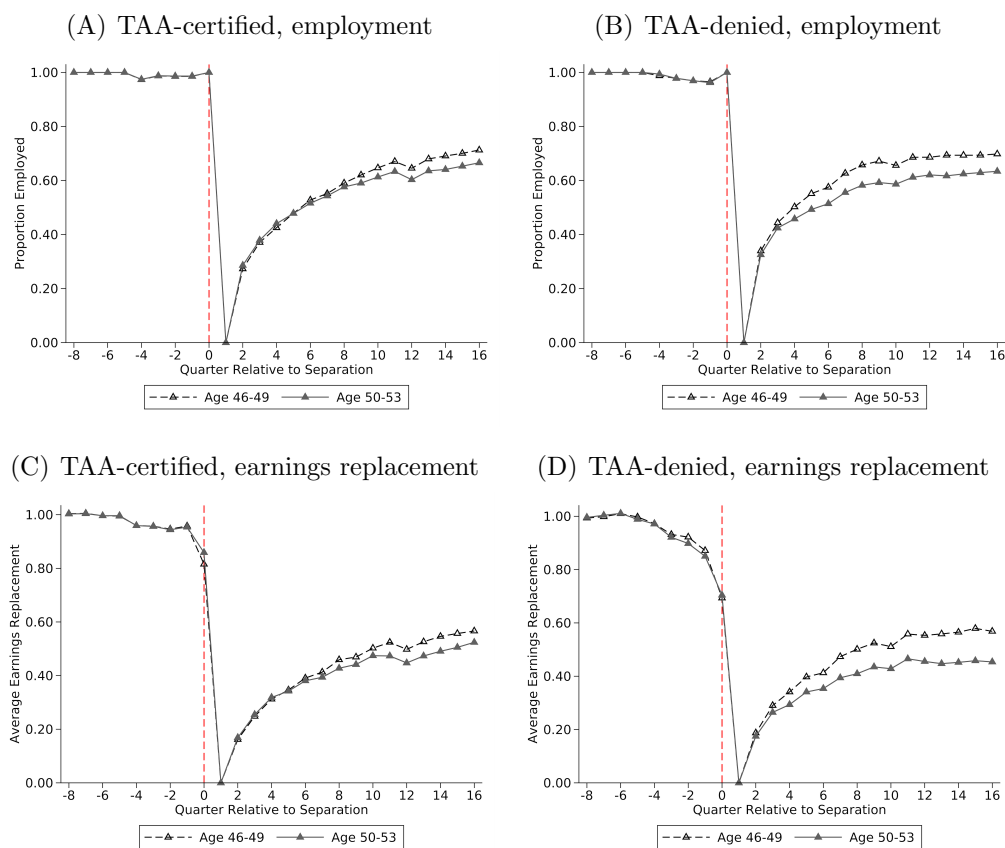 (A) TAA-certified, employment
(B) TAA-denied, employment
Proportion Employed
1.00
0.80
0.60
0.40
0.20
0.00
-8 -6 -4 -2 0 2 4 6 8 10 12 14 16
Quarter Relative to Separation
Age 46-49 Age 50-53
Proportion Employed
1.00
0.80
0.60
0.40
0.20
0.00
-8 -6 -4 -2 0 2 4 6 8 10 12 14 16
Quarter Relative to Separation
Age 46-49 Age 50-53
(C) TAA-certified, earnings replacement
(D) TAA-denied, earnings replacement
Average Earnings Replacement
1.00
0.80
0.60
0.40
0.20
0.00
-8 -6 -4 -2 0 2 4 6 8 10 12 14 16
Quarter Relative to Separation
Age 46-49 Age 50-53
Average Earnings Replacement
1.00
0.80
0.60
0.40
0.20
0.00
-8 -6 -4 -2 0 2 4 6 8 10 12 14 16
Quarter Relative to Separation
Age 46-49 Age 50-53